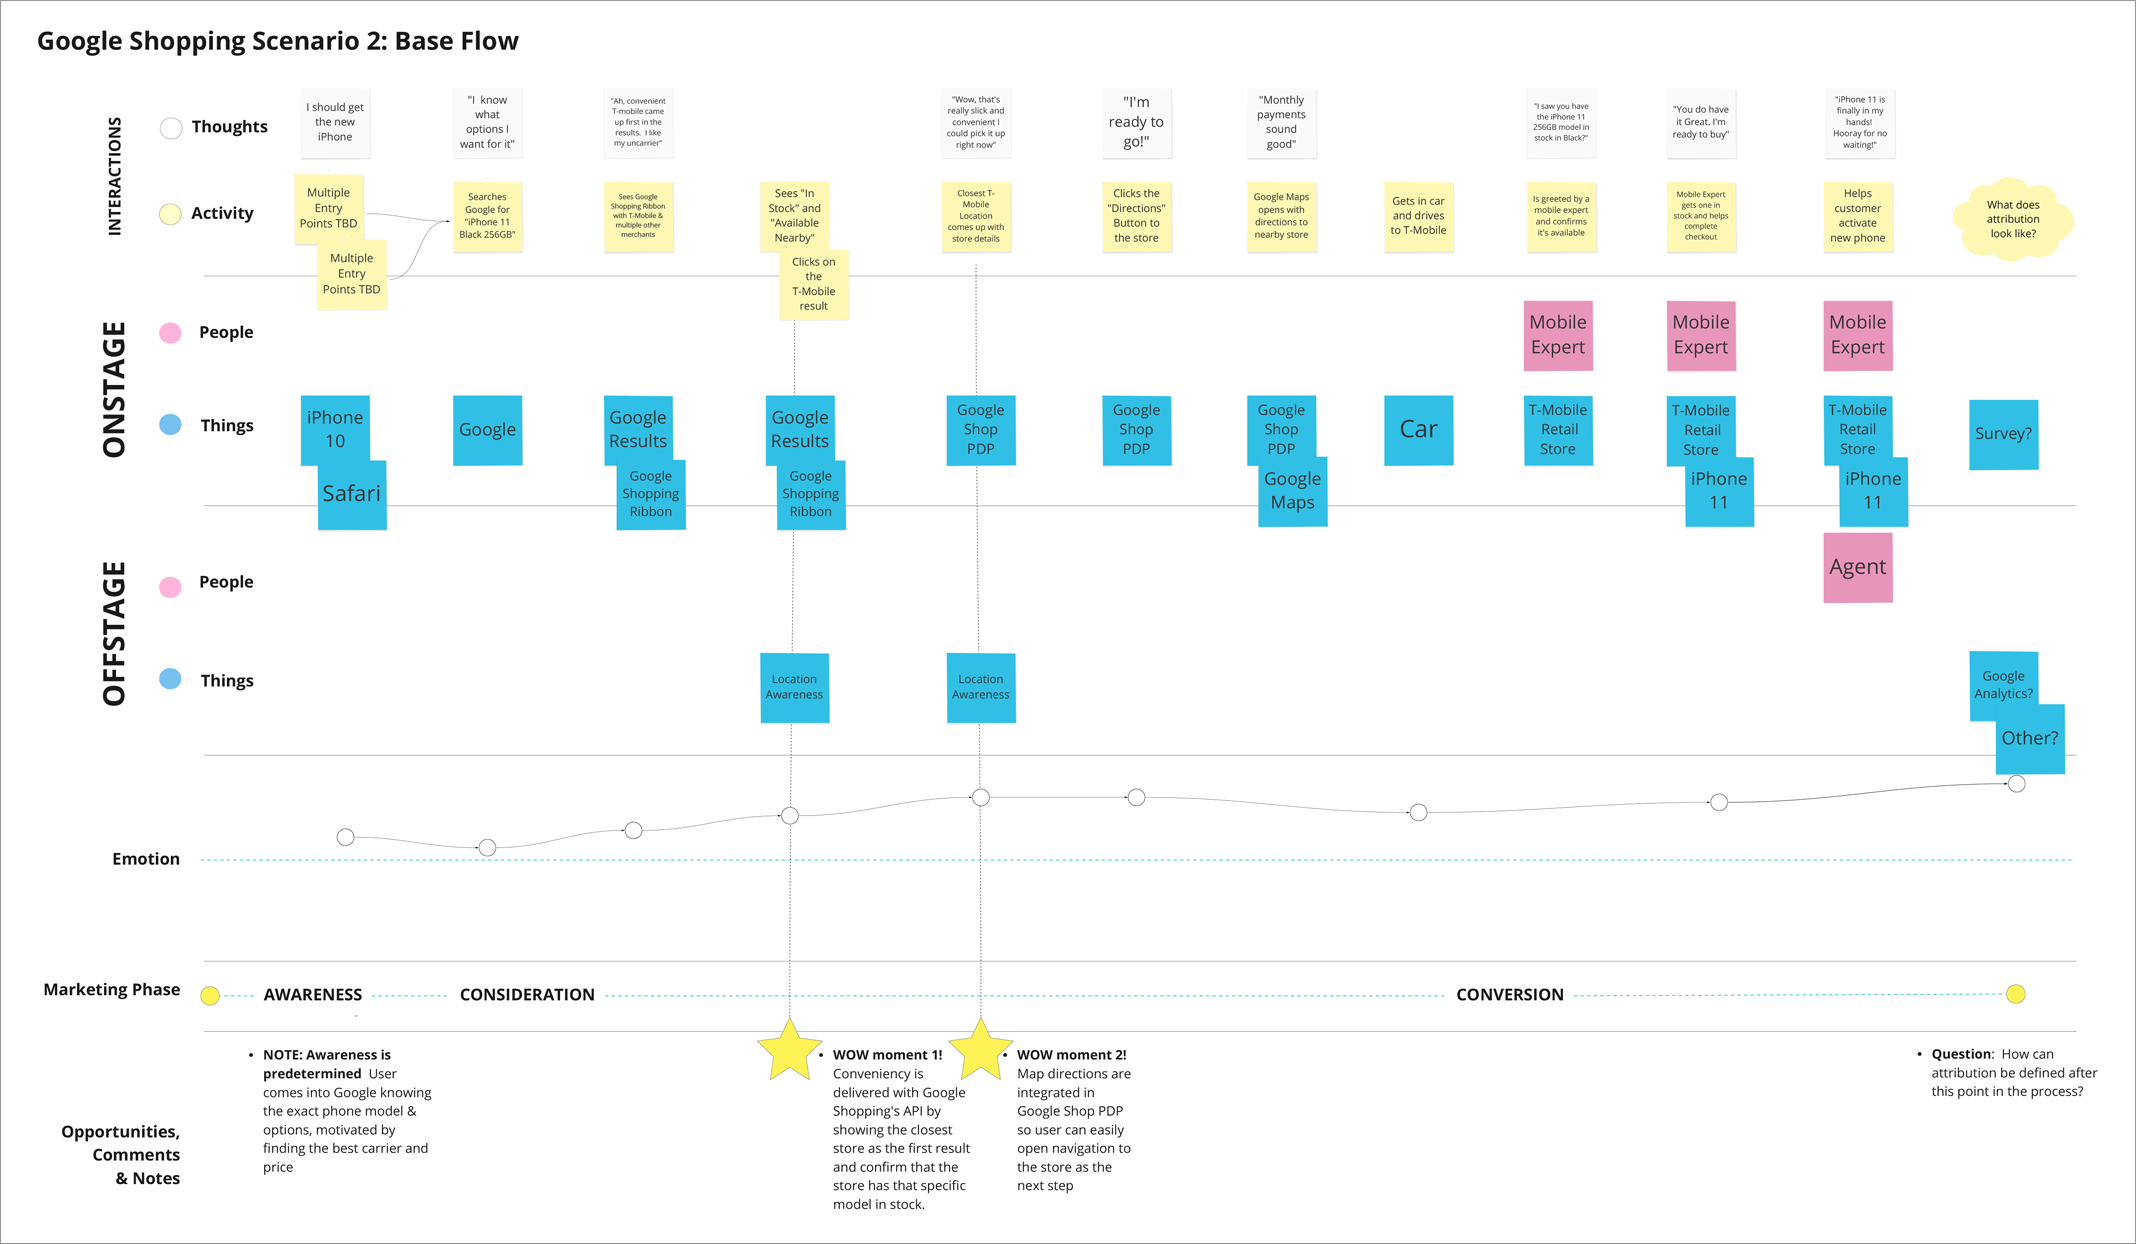 Google Shopping Scenario 2: Base Flow
INTERACTIONS
Thoughts
I should get
the new
iPhone
"I know
what
options I
want for it"
"Ah, convenient
T-mobile came
up first in the
results. I like
my uncarrier"
"Wow, that's
really slick and
convenient I
could pick it up
right now"
"I'm
ready to
go!"
"Monthly
payments
sound
good"
"I saw you have
the iPhone 11
256GB model in
stock in Black?"
"You do have
it Great. I'm
ready to buy"
"iPhone 11 is
finally in my
hands!
Hooray for no
waiting!"
Activity
Multiple
Entry
Points TBD
Multiple
Entry
Points TBD
Searches
Google for
"iPhone 11
Black 256GB"
Sees Google
Shopping Ribbon
with T-Mobile &
multiple other
merchants
Sees "In
Stock" and
"Available
Nearby"
Clicks on
the
T-Mobile
result
Closest T-
Mobile
Location
comes up with
store details
Clicks the
"Directions"
Button to
the store
Google Maps
opens with
directions to
nearby store
Gets in car
and drives
to T-Mobile
Is greeted by a
mobile expert
and confirms
it's available
Mobile Expert
gets one in
stock and helps
complete
checkout
Helps
customer
activate
new phone
What does
attribution
look like?
ONSTAGE
People
Mobile
Expert
Mobile
Expert
Mobile
Expert
Things
iPhone
10
Safari
Google
Google
Results
Google
Shopping
Ribbon
Google
Results
Google
Shopping
Ribbon
Google
Shop
PDP
Google
Shop
PDP
Google
Shop
PDP
Google
Maps
Car
T-Mobile
Retail
Store
T-Mobile
Retail
Store
iPhone
11
T-Mobile
Retail
Store
iPhone
11
Survey?
OFFSTAGE
People
Agent
Things
Location
Awareness
Location
Awareness
Google
Analytics?
Other?
Emotion
Marketing Phase
AWARENESS
CONSIDERATION
CONVERSION
-
Opportunities,
Comments
& Notes
• NOTE: Awareness is
predetermined User
comes into Google knowing
the exact phone model &
options, motivated by
finding the best carrier and
price
• WOW moment 1!
Conveniency is
delivered with Google
Shopping's API by
showing the closest
store as the first result
and confirm that the
store has that specific
model in stock.
• WOW moment 2!
Map directions are
integrated in
Google Shop PDP
so user can easily
open navigation to
the store as the
next step
• Question: How can
attribution be defined after
this point in the process?